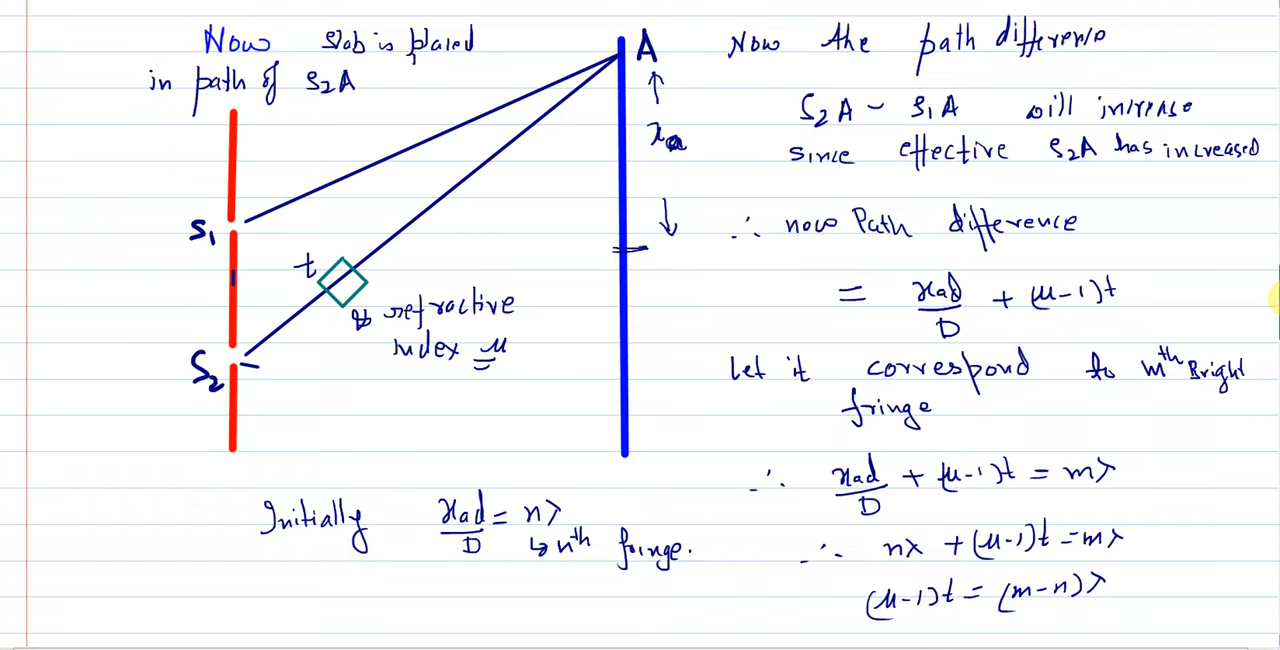 Now slab is placed
in path of S₂A
A
xₐ
S₁
t
refractive
index = μ
S₂
Initially xₐd/D = nλ
↳ nth fringe.
Now the path difference
S₂A - S₁A will increase
since effective S₂A has increased
∴ now Path difference
= xₐd/D + (μ-1)t
Let it correspond to mth Bright
fringe
∴ xₐd/D + (μ-1)t = mλ
∴ nλ + (μ-1)t = mλ
(μ-1)t = (m-n)λ